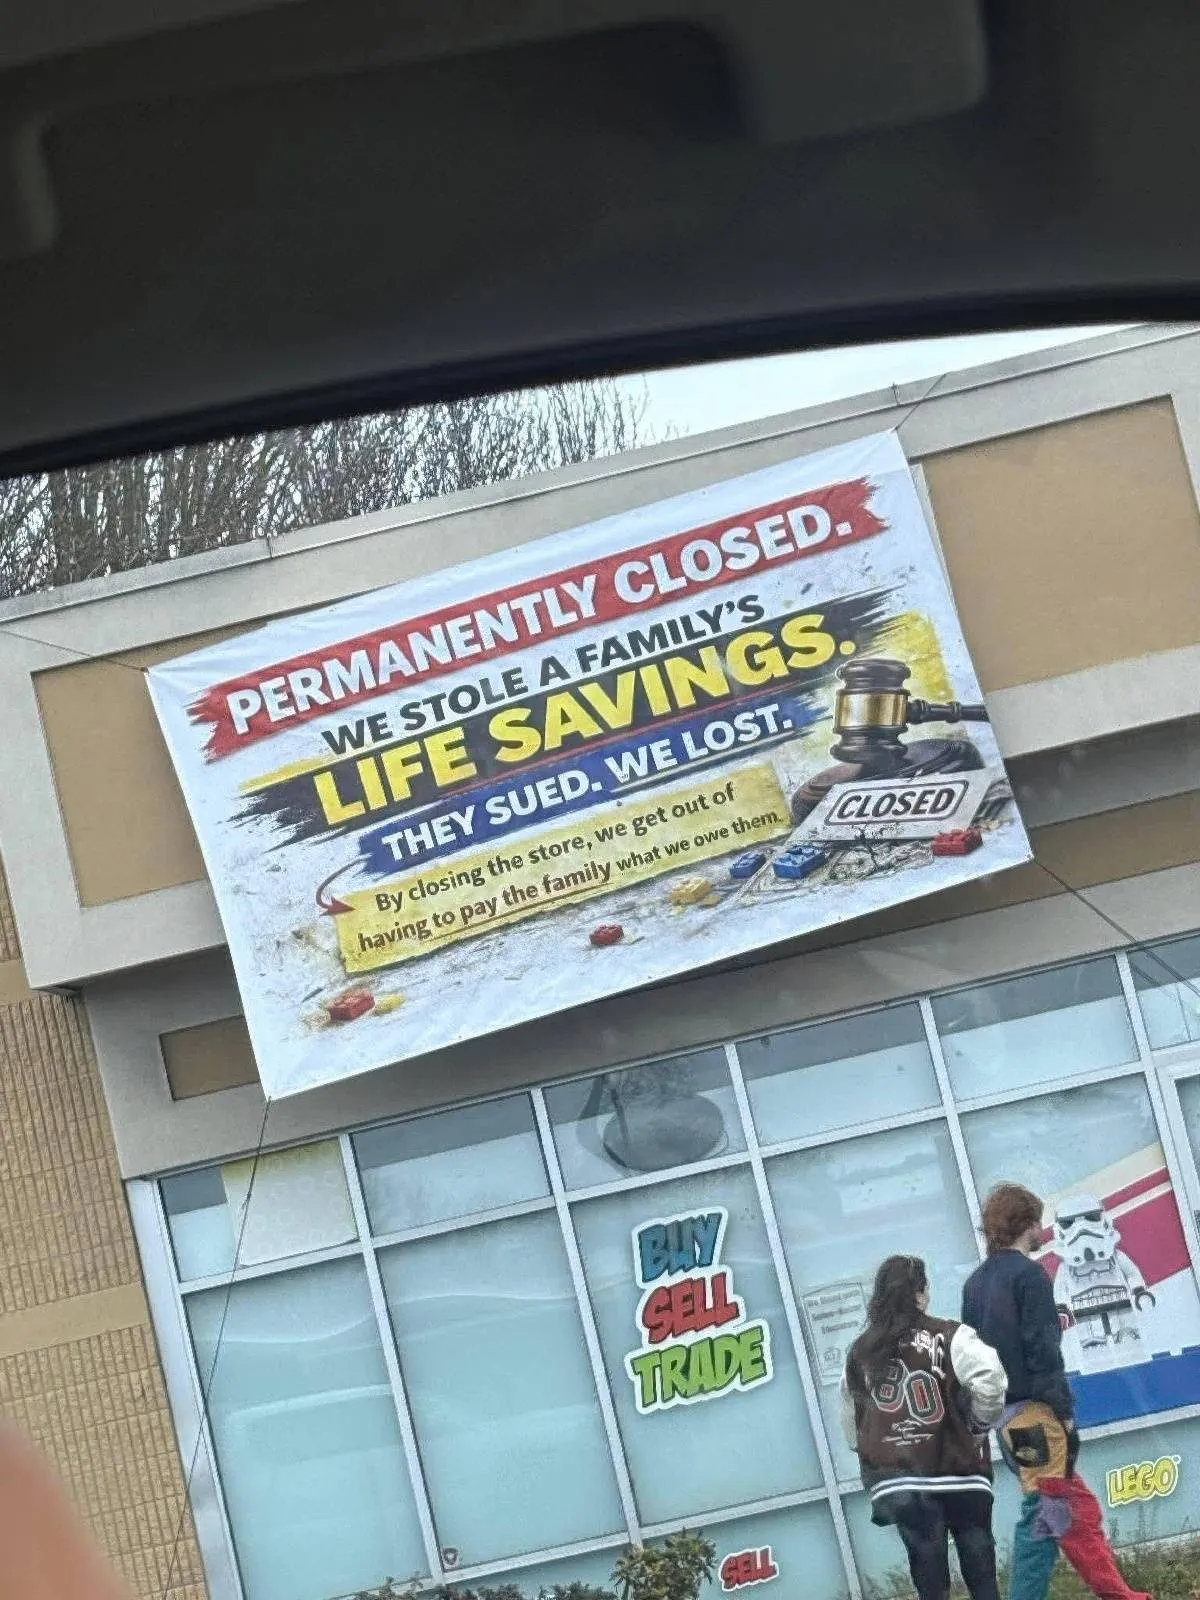 PERMANENTLY CLOSED.
WE STOLE A FAMILY'S
LIFE SAVINGS.
THEY SUED. WE LOST.
By closing the store, we get out of
having to pay the family what we owe them.
CLOSED
BUY
SELL
TRADE
80
LEGO
SELL